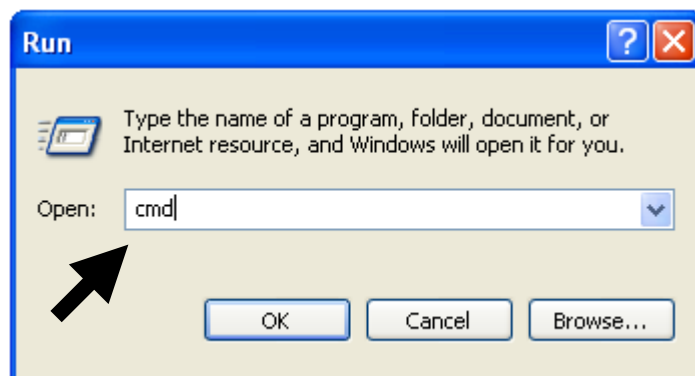 Run
Type the name of a program, folder, document, or
Internet resource, and Windows will open it for you.
Open: cmd
OK Cancel Browse...